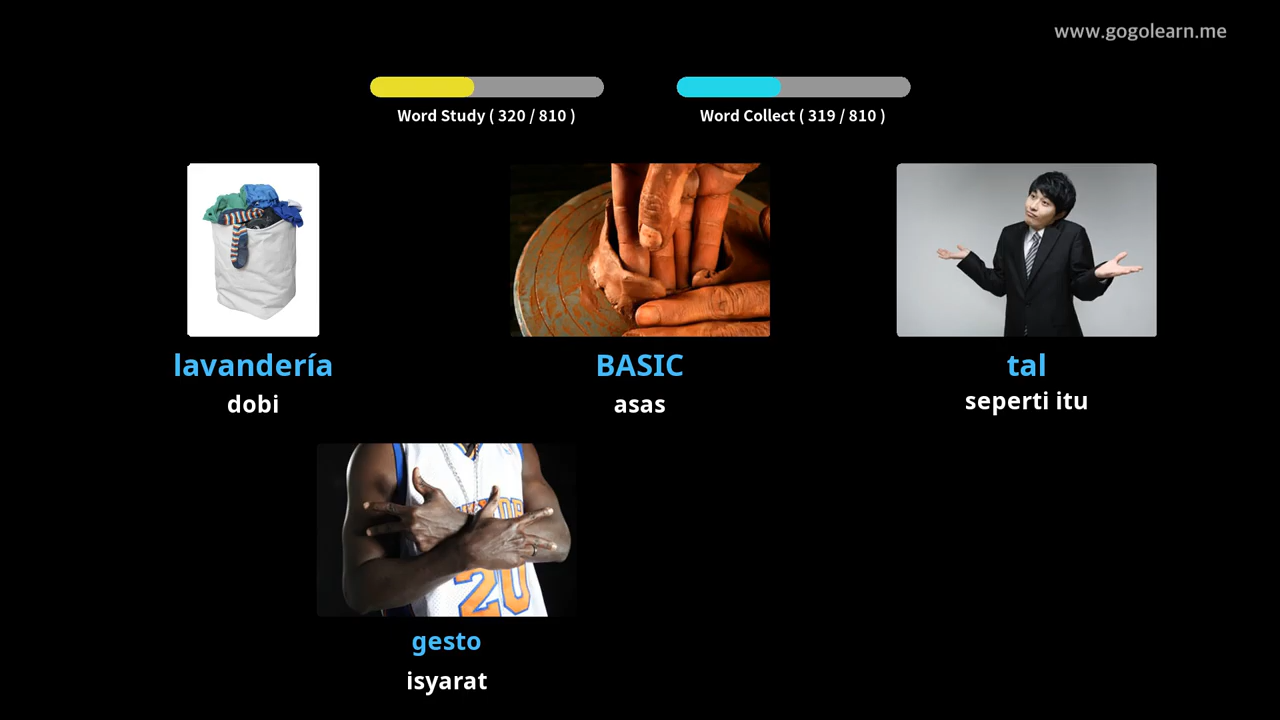 www.gogolearn.me
Word Study ( 320 / 810 )
Word Collect ( 319 / 810 )
lavandería
dobi
BASIC
asas
tal
seperti itu
20
gesto
isyarat